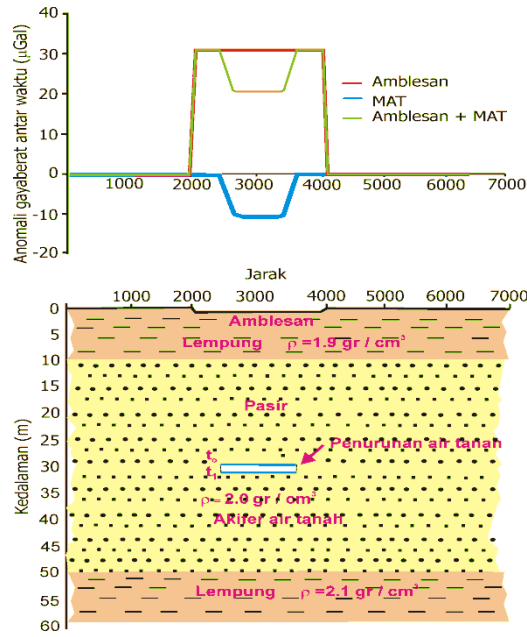 Anomali gayaberat antar waktu (µGal)
40
30
20
10
0
-10
-20
1000 2000 3000 4000 5000 6000 7000
Amblesan
MAT
Amblesan + MAT
Jarak
1000 2000 3000 4000 5000 6000 7000
Kedalaman (m)
0
5
10
15
20
25
30
35
40
45
50
55
60
Amblesan
Lempung ρ =1.9 gr / cm³
Pasir
Penurunan air tanah
t₀
t₁
ρ = 2.0 gr / cm³
Akifer air tanah
Lempung ρ =2.1 gr / cm³